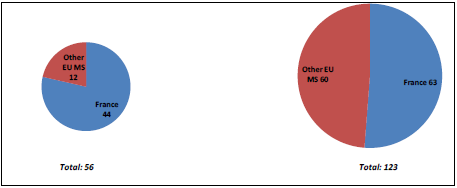 Other
EU MS
12
France
44
Total: 56
Other EU
MS 60
France 63
Total: 123